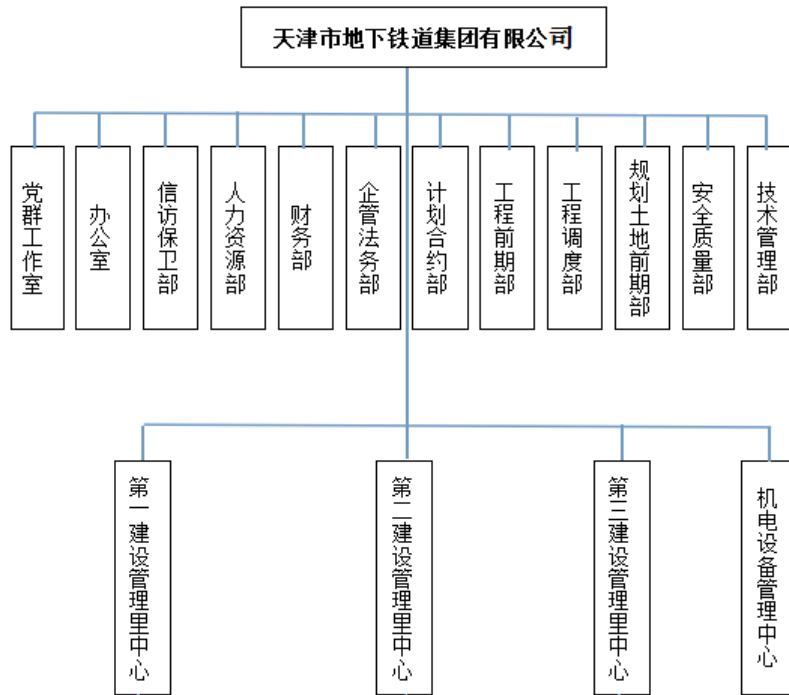 天津市地下铁道集团有限公司
党群工作室
办公室
信访保卫部
人力资源部
财务部
企管法务部
计划合约部
工程前期部
工程调度部
规划土地前期部
安全质量部
技术管理部
第一建设管理里中心
第二建设管理里中心
第三建设管理里中心
机电设备管理中心